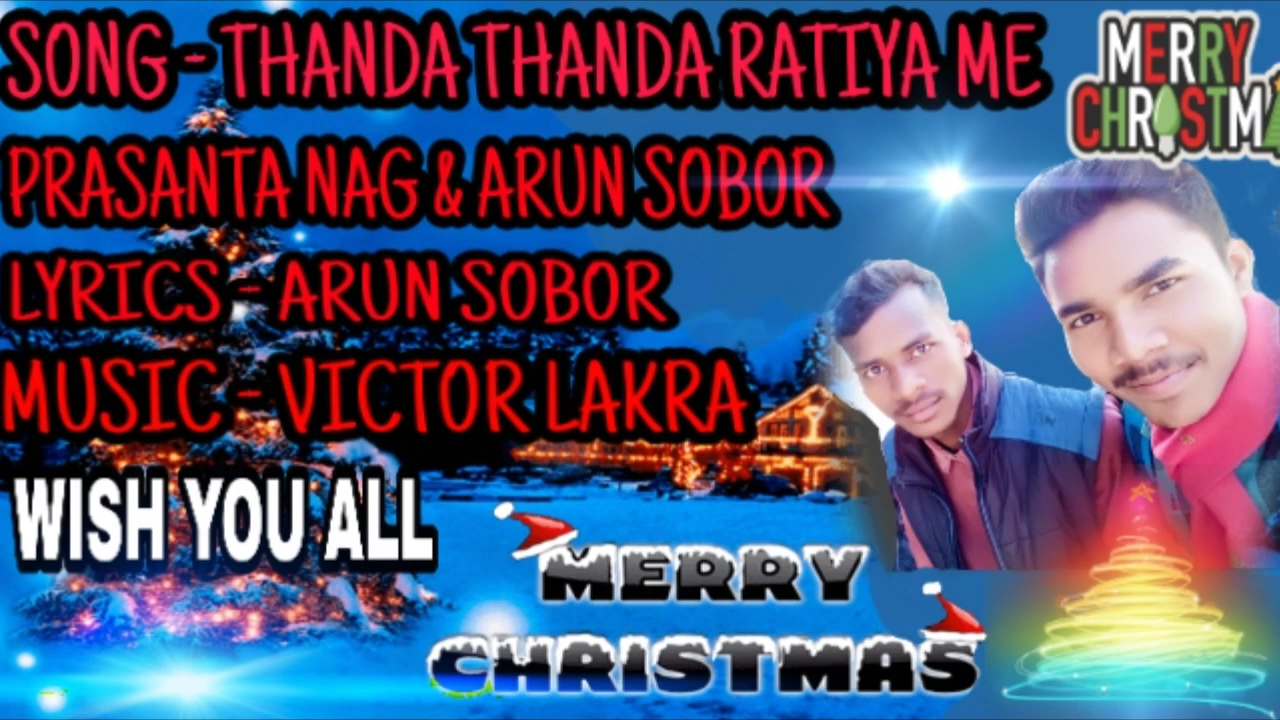 SONG - THANDA THANDA RATIYA ME
PRASANTA NAG & ARUN SOBOR
LYRICS - ARUN SOBOR
MUSIC - VICTOR LAKRA
WISH YOU ALL
MERRY
CHRISTMAS
MERRY
CHRISTMA